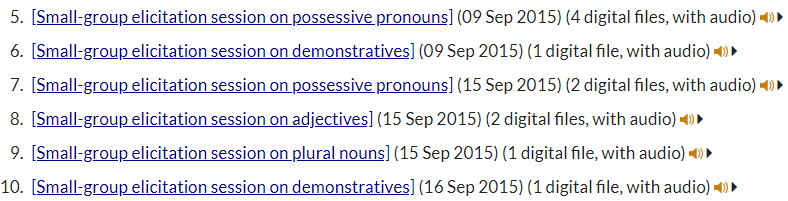 5. [Small-group elicitation session on possessive pronouns] (09 Sep 2015) (4 digital files, with audio)
6. [Small-group elicitation session on demonstratives] (09 Sep 2015) (1 digital file, with audio)
7. [Small-group elicitation session on possessive pronouns] (15 Sep 2015) (2 digital files, with audio)
8. [Small-group elicitation session on adjectives] (15 Sep 2015) (2 digital files, with audio)
9. [Small-group elicitation session on plural nouns] (15 Sep 2015) (1 digital file, with audio)
10. [Small-group elicitation session on demonstratives] (16 Sep 2015) (1 digital file, with audio)